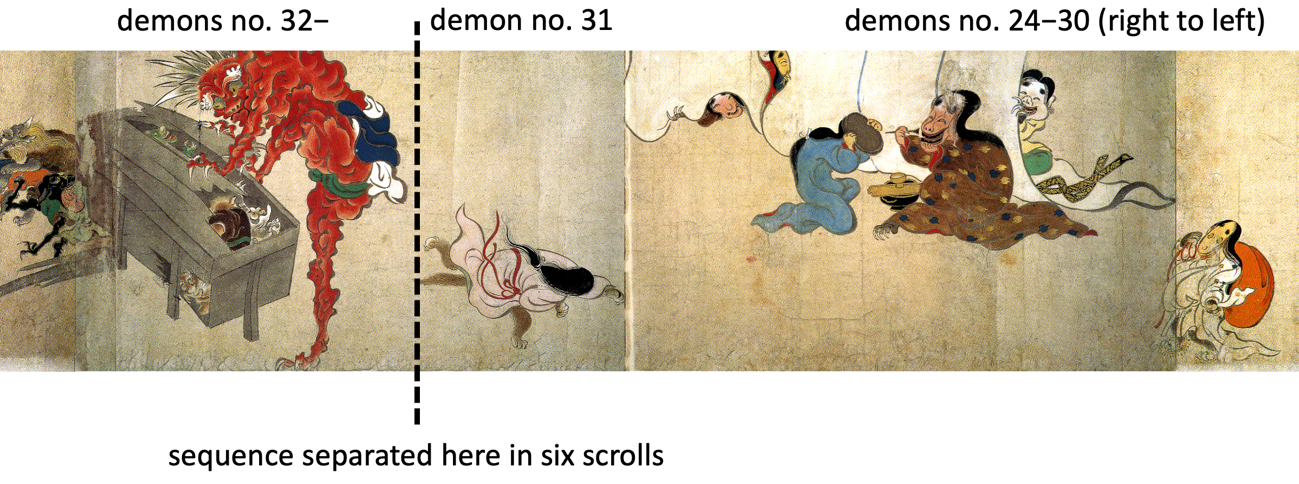 demons no. 32−
demon no. 31
demons no. 24−30 (right to left)
sequence separated here in six scrolls